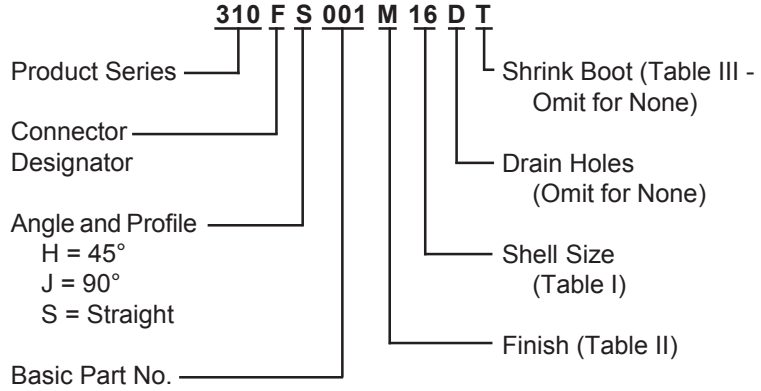 310 F S 001 M 16 D T
Product Series
Connector
Designator
Angle and Profile
H = 45°
J = 90°
S = Straight
Basic Part No.
Shrink Boot (Table III -
Omit for None)
Drain Holes
(Omit for None)
Shell Size
(Table I)
Finish (Table II)